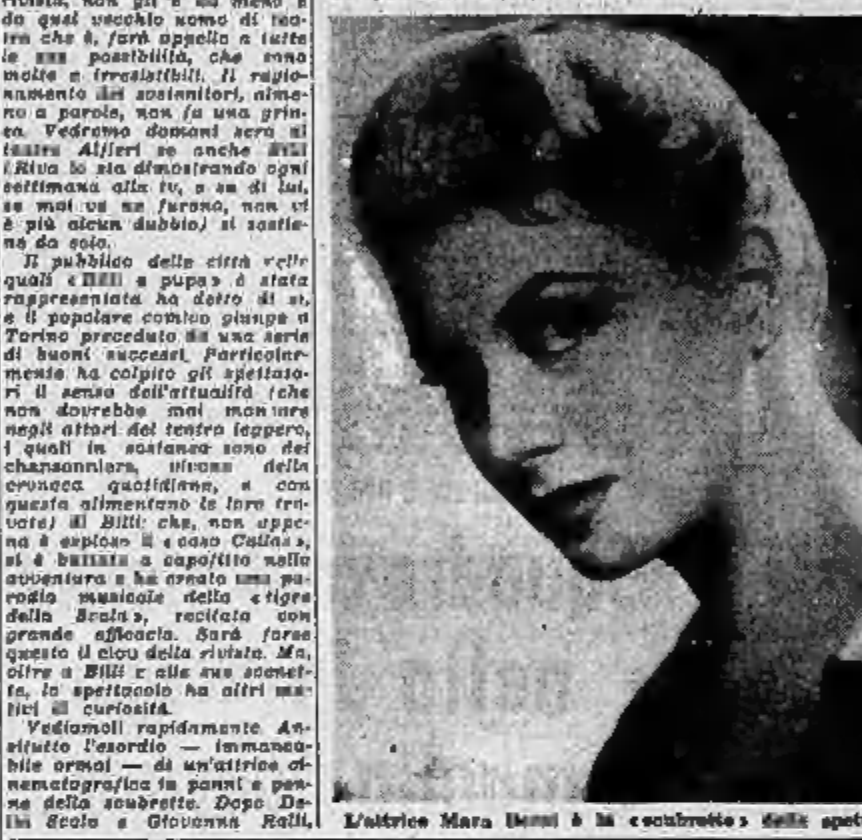 da quel vecchio uomo di tea-
tro che è, farà appello a tutte
le sue possibilità, che sono
molte e irresistibili. Il ragio-
namento dei sostenitori, alme-
no a parole, non fa una grin-
za. Vedremo domani sera al
teatro Alfieri se anche Billi
(Riva lo sta dimostrando ogni
settimana alla tv, e su di lui,
se mai ve ne furono, non vi
è più alcun dubbio) si sostie-
ne da solo.
Il pubblico delle città nelle
quali « Billi e pupe » è stata
rappresentata ha detto di sì,
e il popolare comico giunge a
Torino preceduto da una serie
di buoni successi. Particolar-
mente ha colpito gli spettato-
ri il senso dell'attualità (che
non dovrebbe mai mancare
negli attori del teatro leggero,
i quali in sostanza sono dei
chansonniers, vivono della
cronaca quotidiana, e con
questa alimentano le loro tro-
vate) di Billi: che, non appe-
na è esploso il « caso Callas »,
si è buttato a capofitto nella
avventura e ha creato una pa-
rodia musicale della « tigre
della Scala », recitata con
grande efficacia. Sarà forse
questo il clou della rivista. Ma,
oltre a Billi e alle sue scenet-
te, lo spettacolo ha altri mo-
tivi di curiosità.
Vediamoli rapidamente. An-
zitutto l'esordio — immanca-
bile ormai — di un'attrice ci-
nematografica in panni e pen-
ne della soubrette. Dopo De-
lia Scala e Giovanna Ralli,
L'attrice Mara Berni è la «soubrette» dello spet